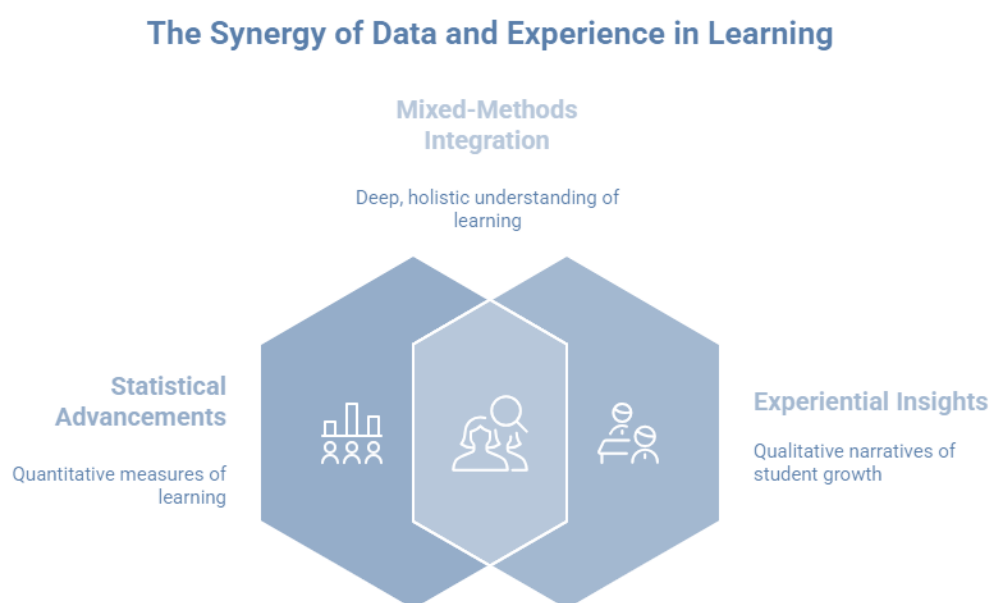 The Synergy of Data and Experience in Learning
Mixed-Methods
Integration
Deep, holistic understanding of
learning
Statistical
Advancements
Quantitative measures of
learning
Experiential Insights
Qualitative narratives of
student growth